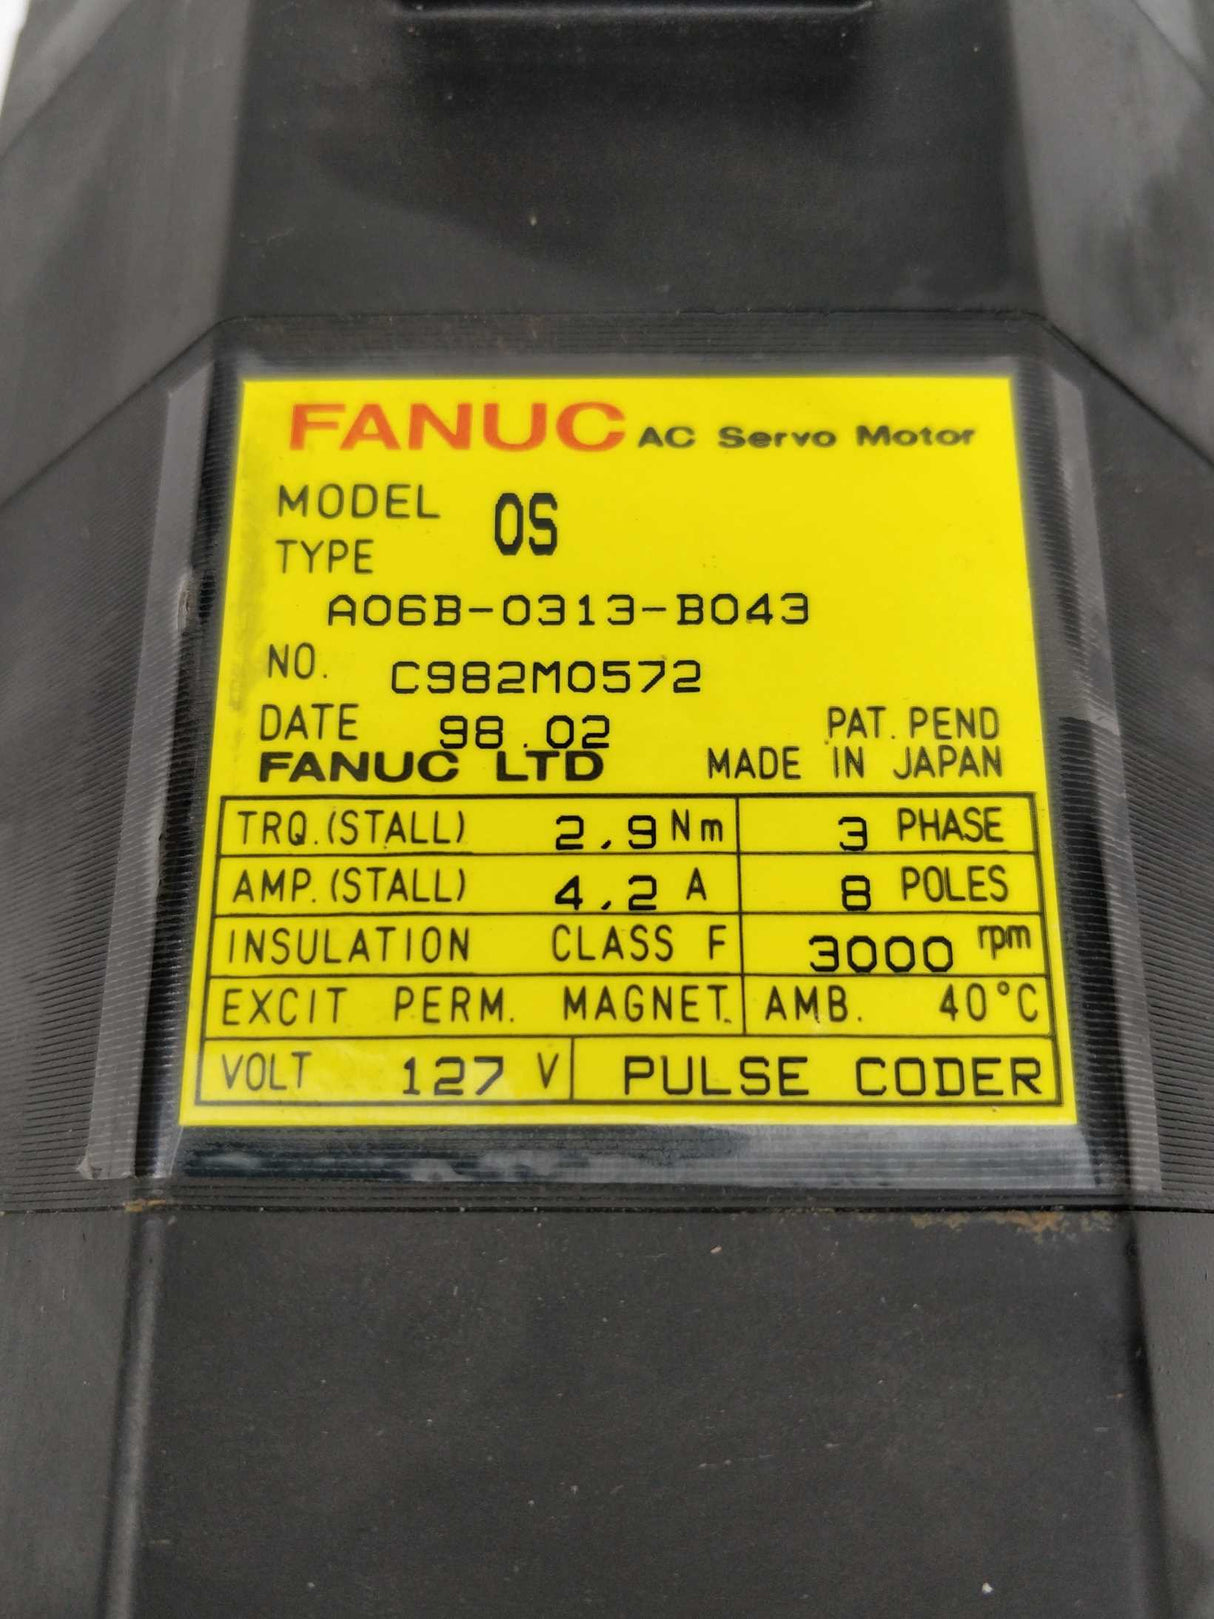 FANUC AC Servo Motor
MODEL OS
TYPE
A06B-0313-B043
NO. C982M0572
DATE 98.02 PAT. PEND
FANUC LTD MADE IN JAPAN
TRQ.(STALL) 2.9 Nm 3 PHASE
AMP.(STALL) 4.2 A 8 POLES
INSULATION CLASS F 3000 rpm
EXCIT PERM. MAGNET. AMB. 40°C
VOLT 127 V PULSE CODER